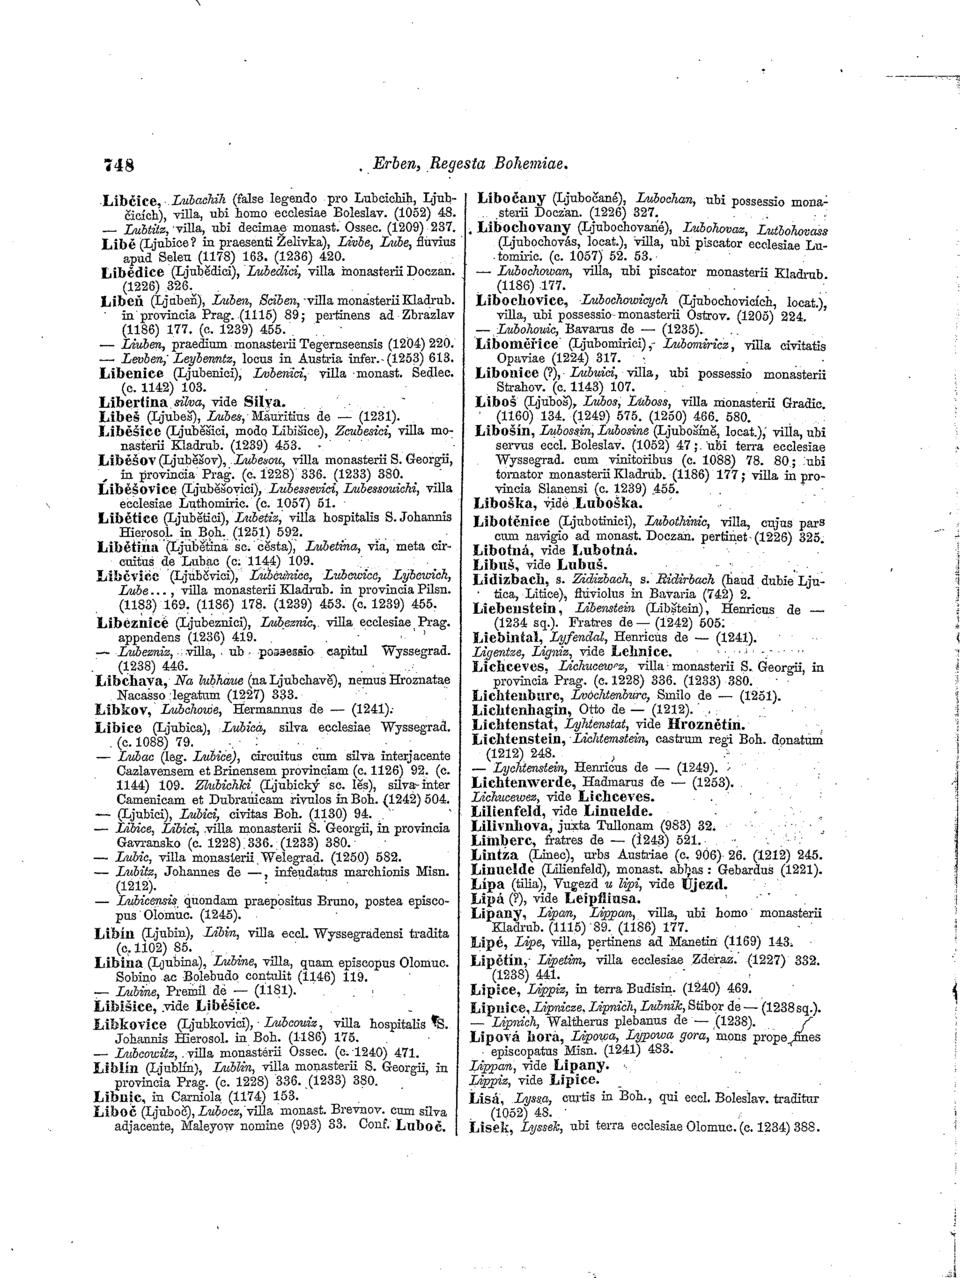 748
Erben, Regesta Bohemiae.
Libčice, Lubachih (false legendo pro Lubcichih, Ljub-
čicích), villa, ubi homo ecclesiae Boleslav. (1052) 48.
— Lubtitz, villa, ubi decimae monast. Ossec. (1209) 237.
Libě (Ljubice? in praesenti Želivka), Livbe, Lube, fluvius
apud Seleu (1178) 163. (1236) 420.
Libědice (Ljubědici), Lubedici, villa monasterii Doczan.
(1226) 326.
Libeň (Ljubeň), Luben, Sciben, villa monasterii Kladrub.
in provincia Prag. (1115) 89; pertinens ad Zbrazlav
(1186) 177. (c. 1239) 455.
— Liuben, praedium monasterii Tegernseensis (1204) 220.
— Levben, Leybenntz, locus in Austria infer. (1253) 613.
Libenice (Ljubenici), Lvbenici, villa monast. Sedlec.
(c. 1142) 103.
Libertina silva, vide Silva.
Libeš (Ljubeš), Lubes, Mauritius de — (1231).
Liběšice (Ljuběšici, modo Libišice), Zcubesici, villa mo-
nasterii Kladrub. (1239) 453.
Liběšov (Ljuběšov), Lubesou, villa monasterii S. Georgii,
in provincia Prag. (c. 1228) 336. (1233) 380.
Liběšovice (Ljuběšovici), Lubessevici, Lubessouichi, villa
ecclesiae Luthomiric. (c. 1057) 51.
Libětice (Ljubětici), Lubetiz, villa hospitalis S. Johannis
Hierosol. in Boh. (1251) 592.
Libětina (Ljubětina sc. cěsta), Lubetina, via, meta cir-
cuitus de Lubac (c. 1144) 109.
Liběvice (Ljuběvici), Lubewnicc, Lubcwicc, Lybewich,
Lube..., villa monasterii Kladrub. in provincia Pilsn.
(1183) 169. (1186) 178. (1239) 453. (c. 1239) 455.
Libeznice (Ljubeznici), Lubeznic, villa ecclesiae Prag.
appendens (1236) 419.
— Lubezniz, villa, ub possessio capitul Wyssegrad.
(1238) 446.
Libchava, Na lubhaue (na Ljubchavě), nemus Hroznatae
Nacasso legatum (1227) 333.
Libkov, Lubchowe, Hermannus de — (1241).
Libice (Ljubica), Lubica, silva ecclesiae Wyssegrad.
(c. 1088) 79.
— Lubac (leg. Lubice), circuitus cum silva interjacente
Cazlavensem et Brinensem provinciam (c. 1126) 92. (c.
1144) 109. Zlubichki (Ljubický sc. lěs), silva inter
Camenicam et Dubravicam rivulos in Boh. (1242) 504.
— (Ljubici), Lubici, civitas Boh. (1130) 94.
— Libice, Libici, villa monasterii S. Georgii, in provincia
Gavransko (c. 1228) 336. (1233) 380.
— Lubic, villa monasterii Welegrad. (1250) 582.
— Lubitz, Johannes de —, infeudatus marchionis Misn.
(1212).
— Lubicensis quondam praepositus Bruno, postea episco-
pus Olomuc. (1245).
Libín (Ljubin), Libin, villa eccl. Wyssegradensi tradita
(c. 1102) 85.
Libina (Ljubina), Lubine, villa, quam episcopus Olomuc.
Sobino ac Bolebudo contulit (1146) 119.
— Lubine, Premil de — (1181).
Libišice, vide Liběšice.
Libkovice (Ljubkovici), Lubcouiz, villa hospitalis S.
Johannis Hierosol. in Boh. (1186) 175.
— Lubcowitz, villa monasterii Ossec. (c. 1240) 471.
Liblín (Ljublín), Lublin, villa monasterii S. Georgii, in
provincia Prag. (c. 1228) 336. (1233) 380.
Libnic, in Carniola (1174) 153.
Liboč (Ljuboč), Lubocz, villa monast. Brevnov. cum silva
adjacente, Maleyow nomine (993) 33. Conf. Luboč.
Libočany (Ljubočané), Lubochan, ubi possessio mona-
sterii Doczan. (1226) 327.
Libochovany (Ljubochované), Lubohovaz, Lutbohovass
(Ljubochovás, locat.), villa, ubi piscator ecclesiae Lu-
tomiric. (c. 1057) 52. 53.
— Lubochowan, villa, ubi piscator monasterii Kladrub.
(1186) 177.
Libochovice, Lubochowicych (Ljubochovicích, locat.),
villa, ubi possessio monasterii Ostrov. (1205) 224.
— Lubohouic, Bavarus de — (1235).
Liboměřice (Ljubomirici), Lubomiricz, villa civitatis
Opaviae (1224) 317.
Libonice (?), Lubuici, villa, ubi possessio monasterii
Strahov. (c. 1143) 107.
Liboš (Ljuboš), Lubos, Luboss, villa monasterii Gradic.
(1160) 134. (1249) 575. (1250) 466. 580.
Libošín, Lubossin, Lubosine (Ljubošíně, locat.), villa, ubi
servus eccl. Boleslav. (1052) 47; ubi terra ecclesiae
Wyssegrad. cum vinitoribus (c. 1088) 78. 80; ubi
tornator monasterii Kladrub. (1186) 177; villa in pro-
vincia Slanensi (c. 1239) 455.
Liboška, vide Luboška.
Libotěnice (Ljubotinici), Lubothinic, villa, cujus pars
cum navigio ad monast. Doczan. pertinet (1226) 325.
Libotná, vide Lubotná.
Libuš, vide Lubuš.
Lidizbach, s. Zidizbach, s. Ridirbach (haud dubie Lju-
tica, Litice), fluviolus in Bavaria (742) 2.
Liebenstein, Libenstein (Libštein), Henricus de —
(1234 sq.). Fratres de — (1242) 505.
Liebintal, Lyfendal, Henricus de — (1241).
Ligentze, Ligniz, vide Lehnice.
Lichceves, Lichucewz, villa monasterii S. Georgii, in
provincia Prag. (c. 1228) 336. (1233) 380.
Lichtenburc, Lvochtenburc, Smilo de — (1251).
Lichtenhagin, Otto de — (1212).
Lichtenstat, Lyhtenstat, vide Hroznětín.
Lichtenstein, Lichtemstein, castrum regi Boh. donatum
(1212) 248.
— Lychtenstein, Henricus de — (1249).
Lichtenwerde, Hadmarus de — (1253).
Lichucewez, vide Lichceves.
Lilienfeld, vide Linuelde.
Lilivnhova, juxta Tullonam (983) 32.
Limberc, fratres de — (1243) 521.
Lintza (Linec), urbs Austriae (c. 906) 26. (1212) 245.
Linuelde (Lilienfeld), monast. abbas: Gebardus (1221).
Lípa (tilia), Vugezd u lipi, vide Újezd.
Lipá (?), vide Leipfliusa.
Lipany, Lipan, Lippan, villa, ubi homo monasterii
Kladrub. (1115) 89. (1186) 177.
Lipé, Lipe, villa, pertinens ad Manetin (1169) 143.
Lipětín, Lipetim, villa ecclesiae Zderaz. (1227) 332.
(1238) 441.
Lipice, Lippiz, in terra Budisin. (1240) 469.
Lipnice, Lipnicze, Lipnich, Lubnik, Stibor de — (1238 sq.).
— Lipnich, Waltherus plebanus de — (1238).
Lipová hora, Lipowa, Lypowa gora, mons prope fines
episcopatus Misn. (1241) 483.
Lippan, vide Lipany.
Lippiz, vide Lipice.
Lisá, Lyssa, curtis in Boh., qui eccl. Boleslav. traditur
(1052) 48.
Lisek, Lyssek, ubi terra ecclesiae Olomuc. (c. 1234) 388.